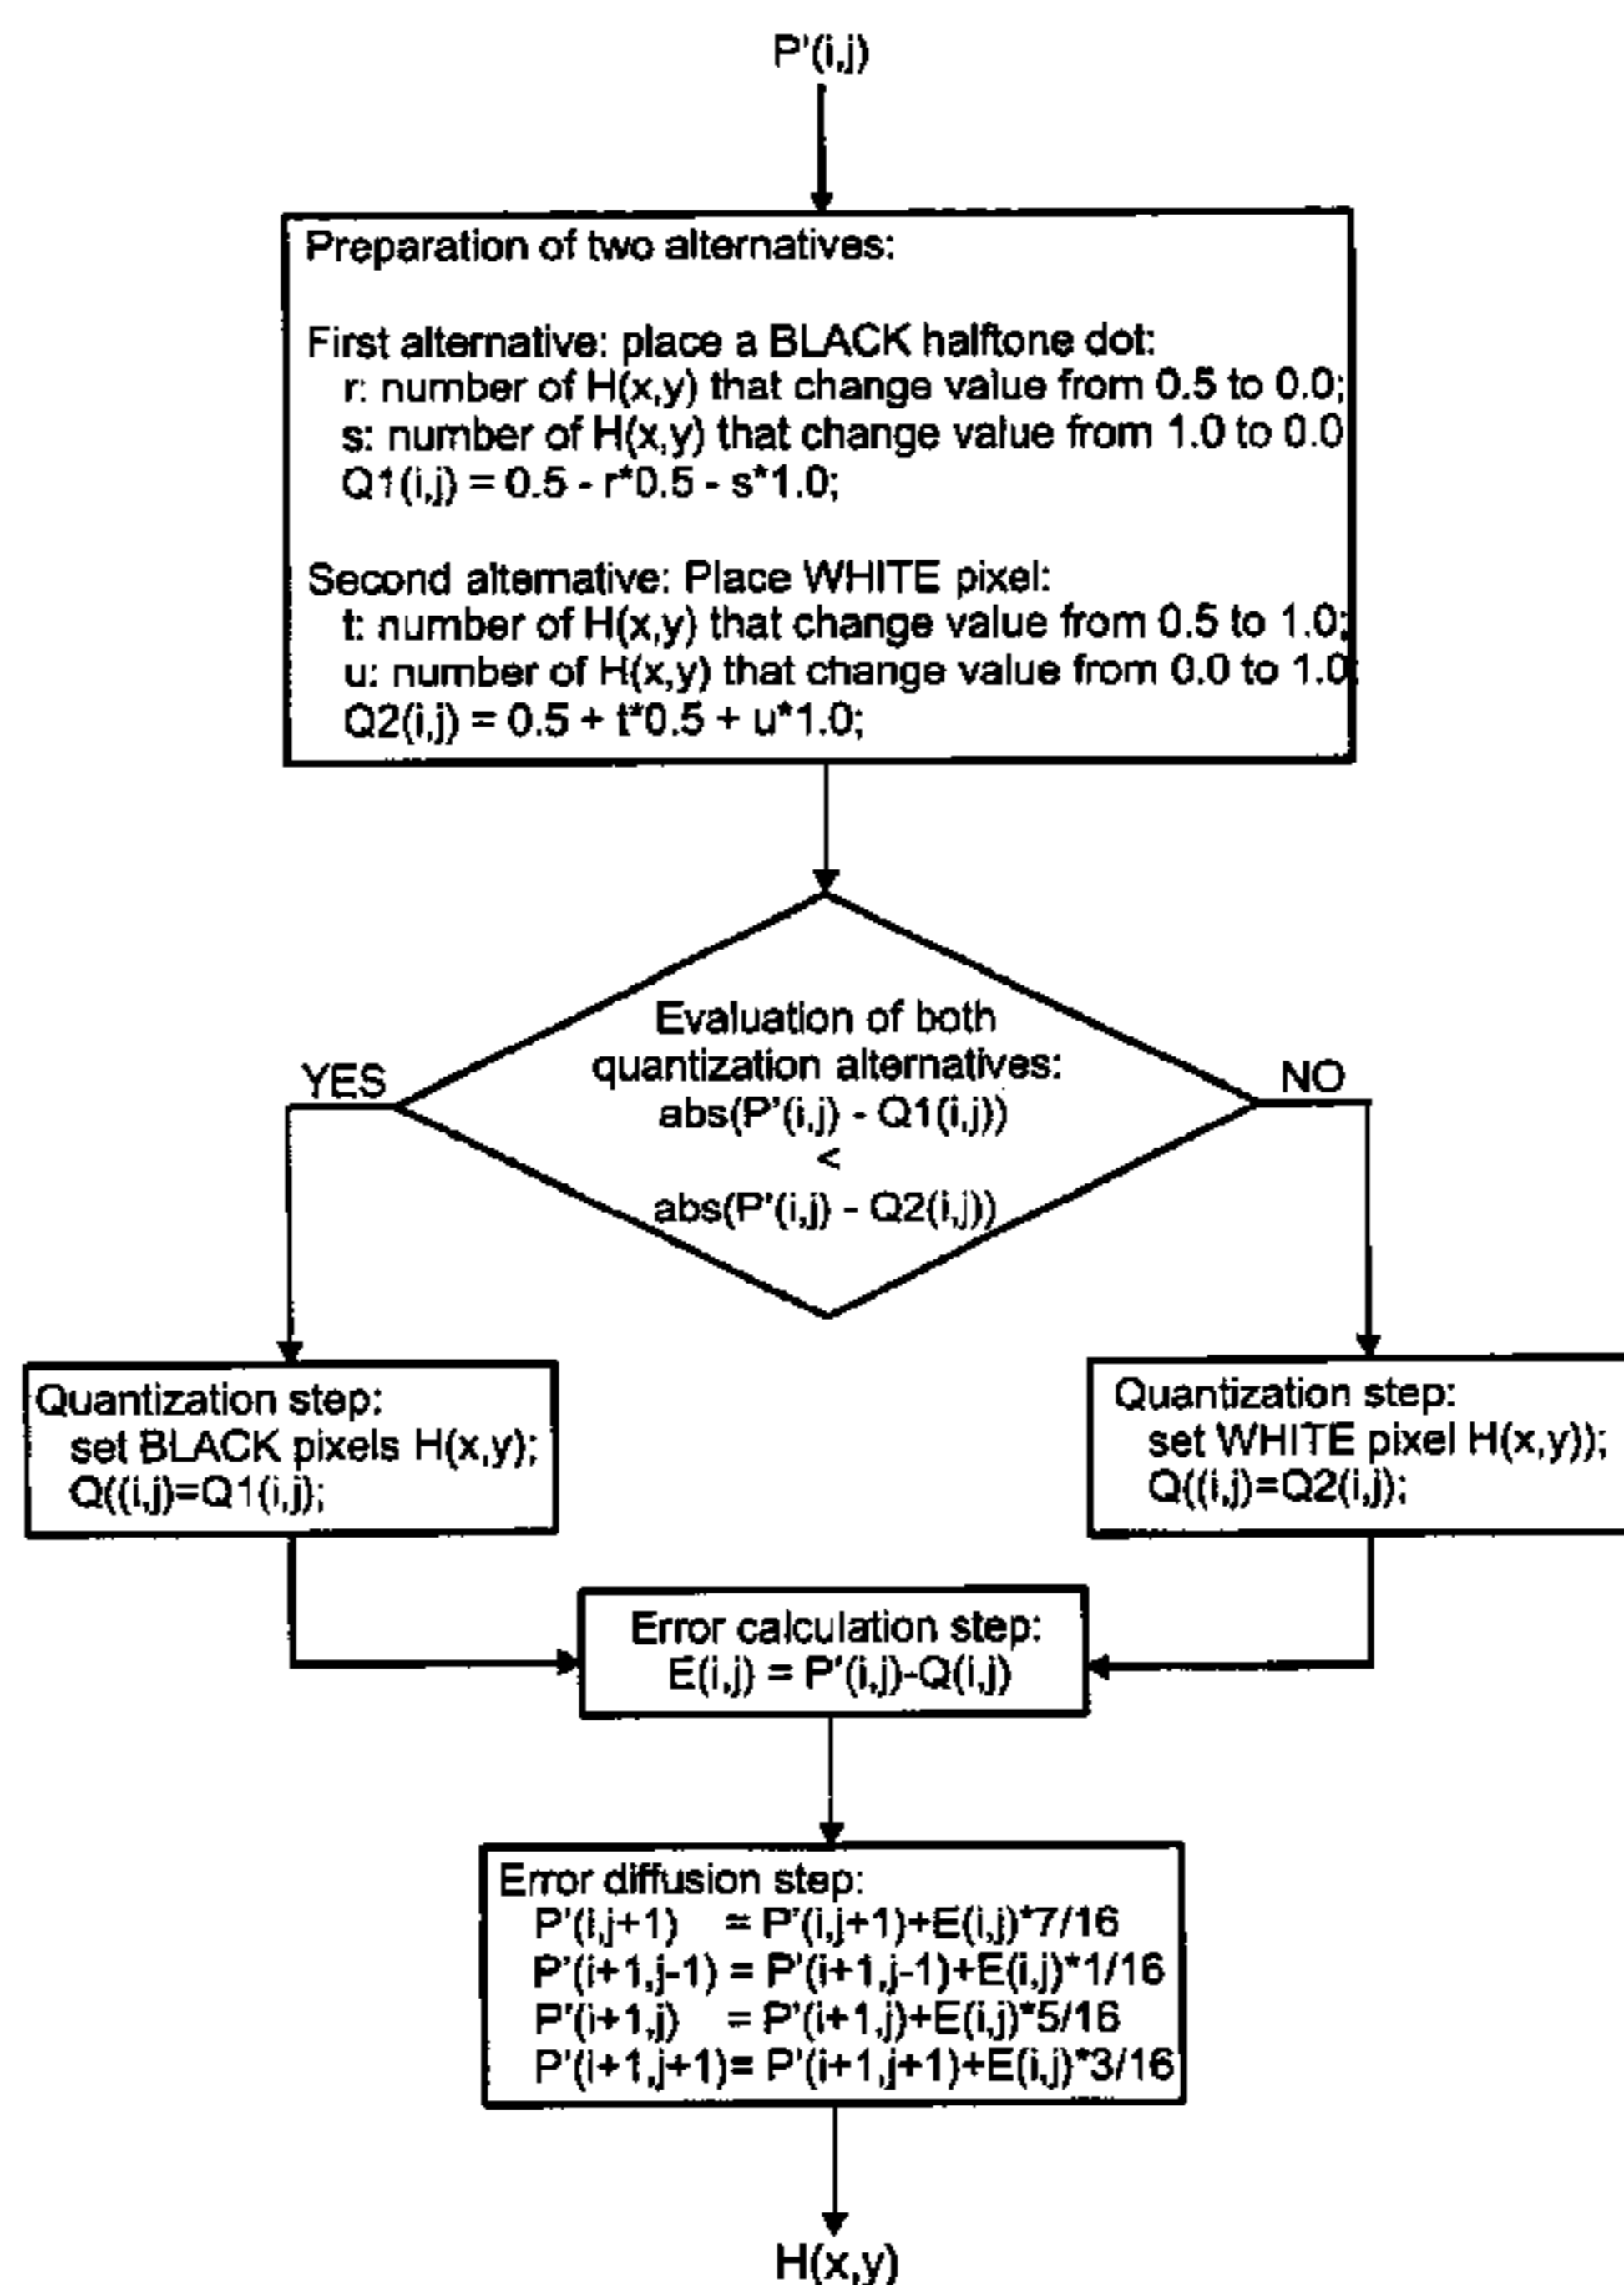 P'(i,j)
Preparation of two alternatives:
First alternative: place a BLACK halftone dot:
r: number of H(x,y) that change value from 0.5 to 0.0;
s: number of H(x,y) that change value from 1.0 to 0.0
Q1(i,j) = 0.5 - r*0.5 - s*1.0;
Second alternative: Place WHITE pixel:
t: number of H(x,y) that change value from 0.5 to 1.0;
u: number of H(x,y) that change value from 0.0 to 1.0;
Q2(i,j) = 0.5 + t*0.5 + u*1.0;
Evaluation of both
quantization alternatives:
abs(P'(i,j) - Q1(i,j))
<
abs(P'(i,j) - Q2(i,j))
YES
NO
Quantization step:
set BLACK pixels H(x,y);
Q((i,j)=Q1(i,j);
Quantization step:
set WHITE pixel H(x,y));
Q((i,j)=Q2(i,j);
Error calculation step:
E(i,j) = P'(i,j)-Q(i,j)
Error diffusion step:
P'(i,j+1) = P'(i,j+1)+E(i,j)*7/16
P'(i+1,j-1) = P'(i+1,j-1)+E(i,j)*1/16
P'(i+1,j) = P'(i+1,j)+E(i,j)*5/16
P'(i+1,j+1)= P'(i+1,j+1)+E(i,j)*3/16
H(x,y)